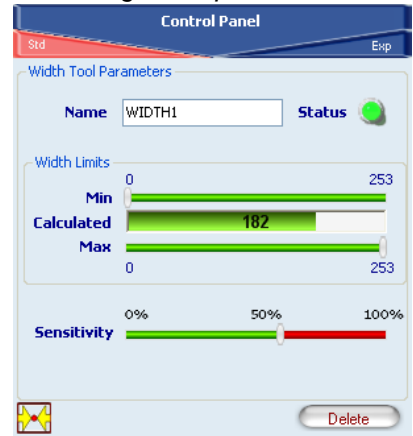 Control Panel
Std Exp
Width Tool Parameters
Name WIDTH1 Status
Width Limits
0 253
Min
Calculated 182
Max
0 253
0% 50% 100%
Sensitivity
Delete